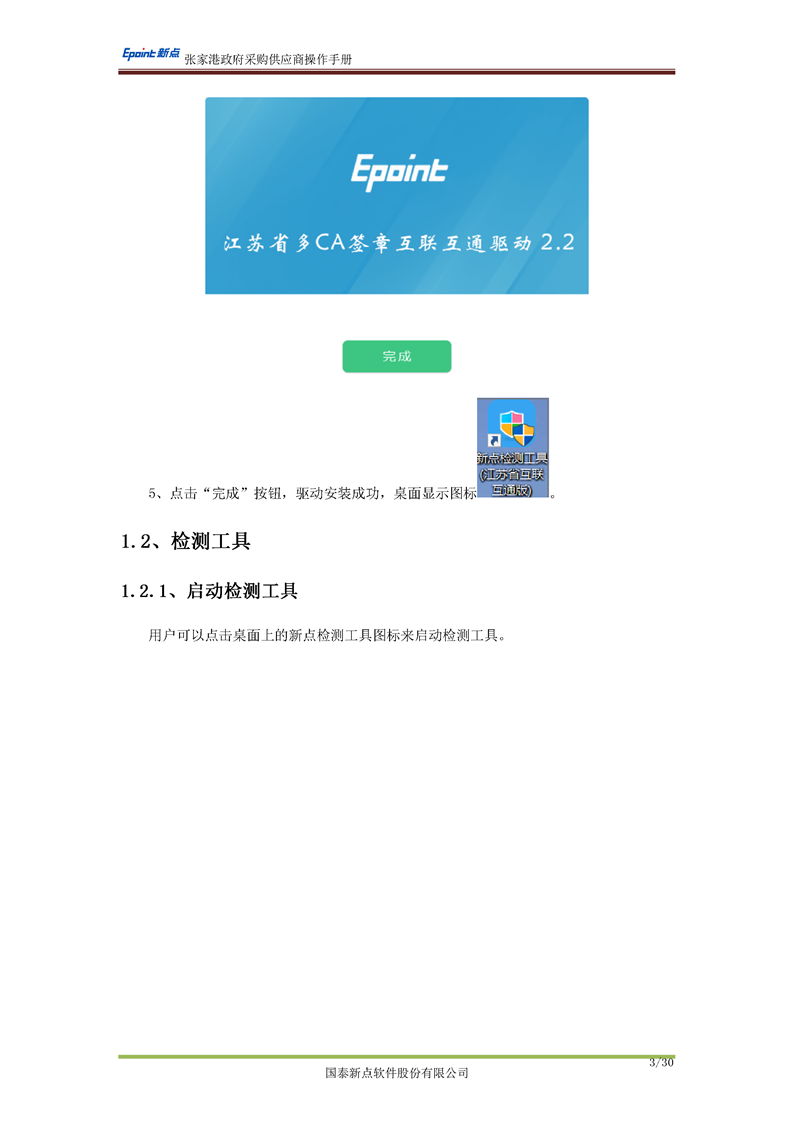 Epoint新点 张家港政府采购供应商操作手册
Epoint
江苏省多CA签章互联互通驱动 2.2
完成
新点检测工具
(江苏省互联
互通版)
5、点击“完成”按钮，驱动安装成功，桌面显示图标。
1.2、检测工具
1.2.1、启动检测工具
用户可以点击桌面上的新点检测工具图标来启动检测工具。
3/30
国泰新点软件股份有限公司